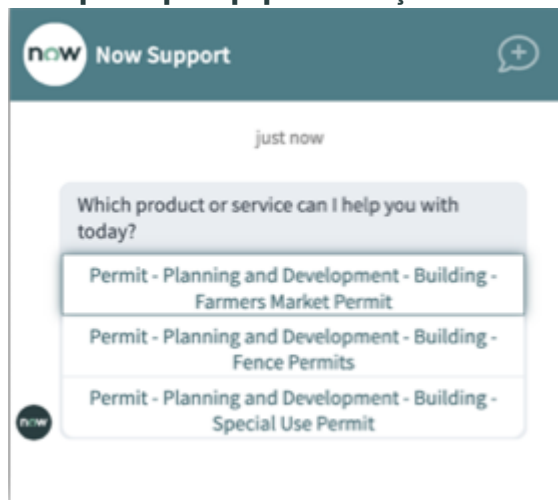 now Now Support
just now
Which product or service can I help you with
today?
Permit - Planning and Development - Building -
Farmers Market Permit
Permit - Planning and Development - Building -
Fence Permits
Permit - Planning and Development - Building -
Special Use Permit
now